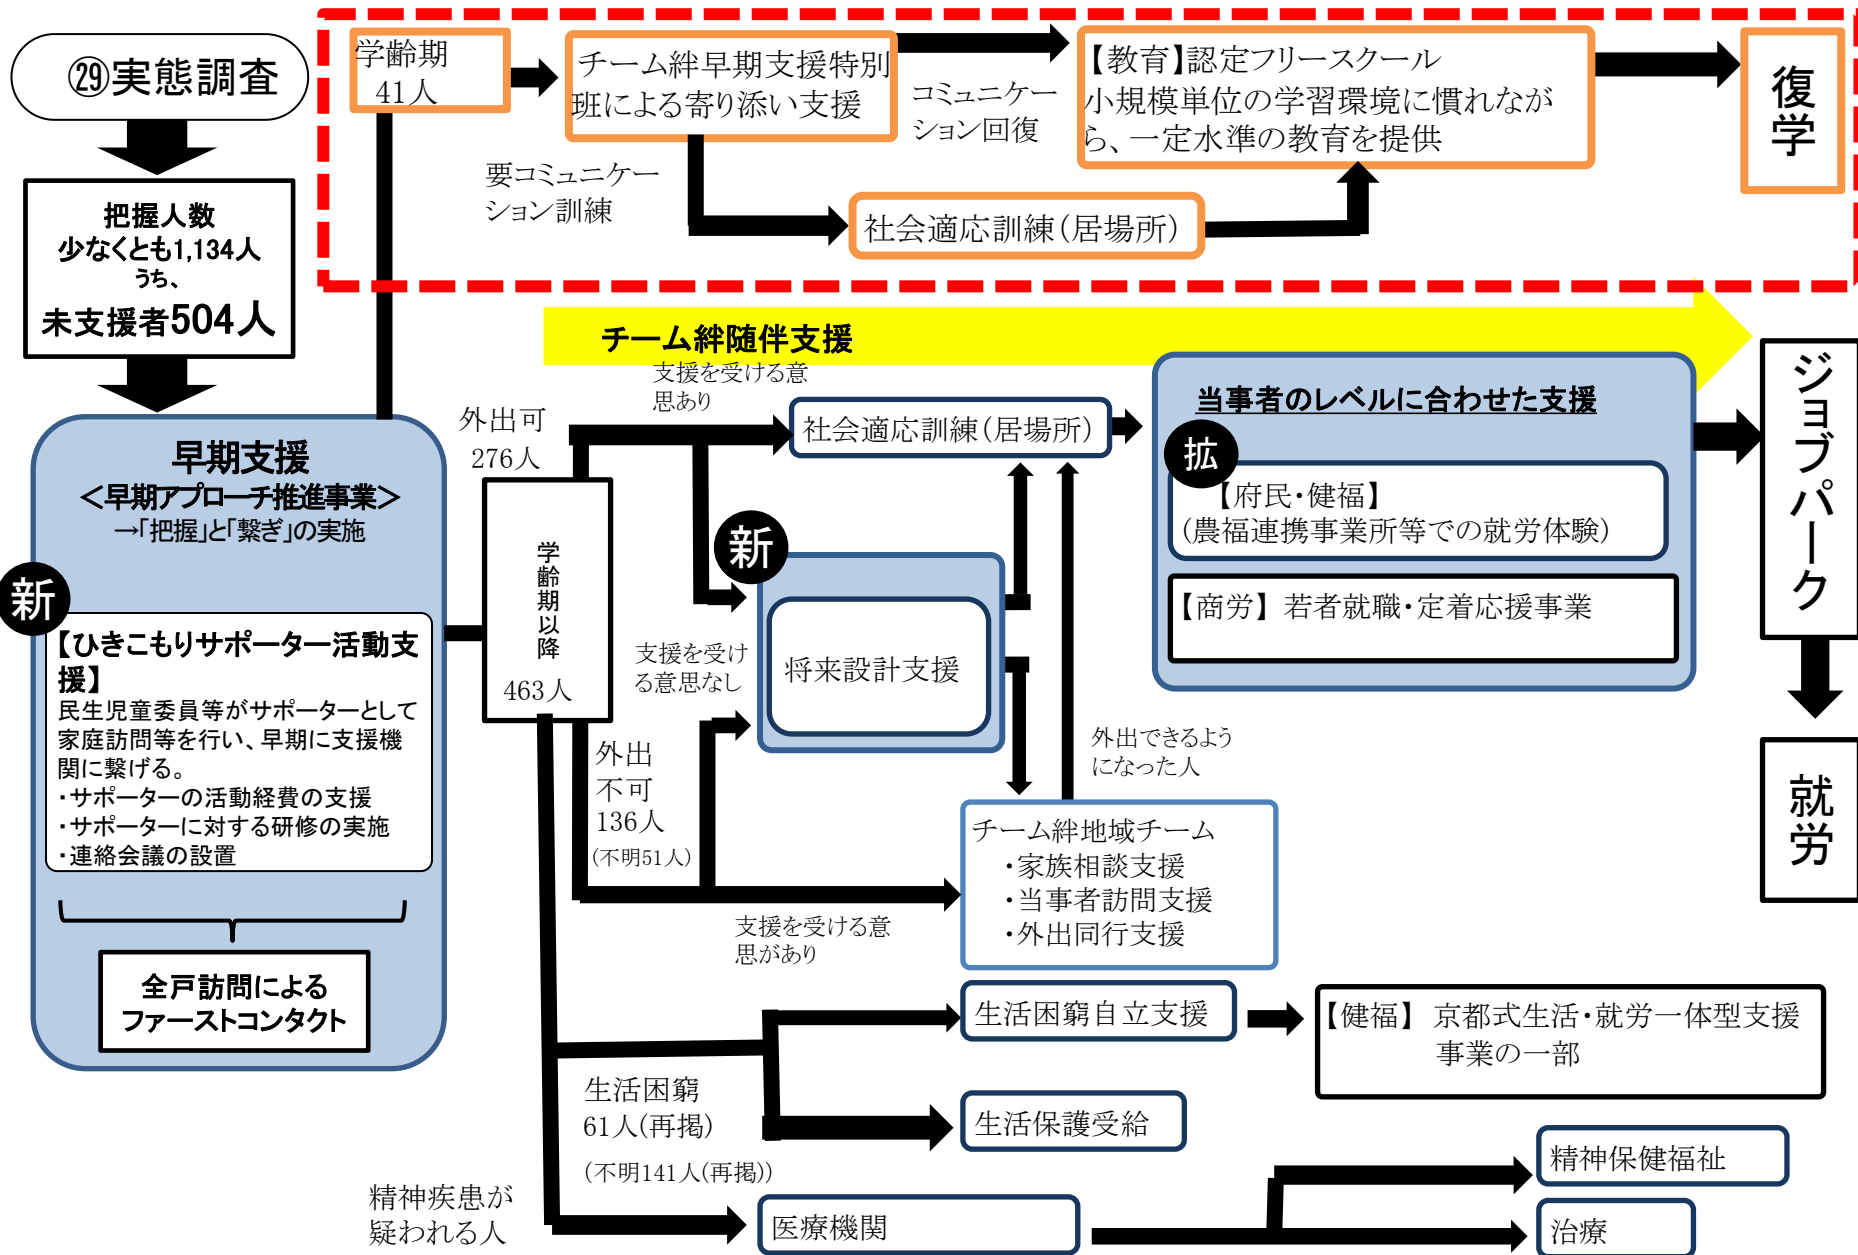 ㉙実態調査
把握人数
少なくとも1,134人
うち、
未支援者504人
早期支援
＜早期アプローチ推進事業＞
→「把握」と「繋ぎ」の実施
新
【ひきこもりサポーター活動支
援】
民生児童委員等がサポーターとして
家庭訪問等を行い、早期に支援機
関に繋げる。
・サポーターの活動経費の支援
・サポーターに対する研修の実施
・連絡会議の設置
全戸訪問による
ファーストコンタクト
学齢期
41人
チーム絆早期支援特別
班による寄り添い支援
コミュニケー
ション回復
要コミュニケー
ション訓練
社会適応訓練(居場所)
【教育】認定フリースクール
小規模単位の学習環境に慣れなが
ら、一定水準の教育を提供
復学
チーム絆随伴支援
学齢期以降
463人
外出可
276人
支援を受ける意
思あり
社会適応訓練(居場所)
新
将来設計支援
支援を受け
る意思なし
外出
不可
136人
(不明51人)
支援を受ける意
思があり
チーム絆地域チーム
・家族相談支援
・当事者訪問支援
・外出同行支援
外出できるよう
になった人
当事者のレベルに合わせた支援
拡
【府民・健福】
(農福連携事業所等での就労体験)
【商労】 若者就職・定着応援事業
ジョブパーク
就労
生活困窮
61人(再掲)
(不明141人(再掲))
生活困窮自立支援
【健福】 京都式生活・就労一体型支援
事業の一部
生活保護受給
精神疾患が
疑われる人
医療機関
精神保健福祉
治療